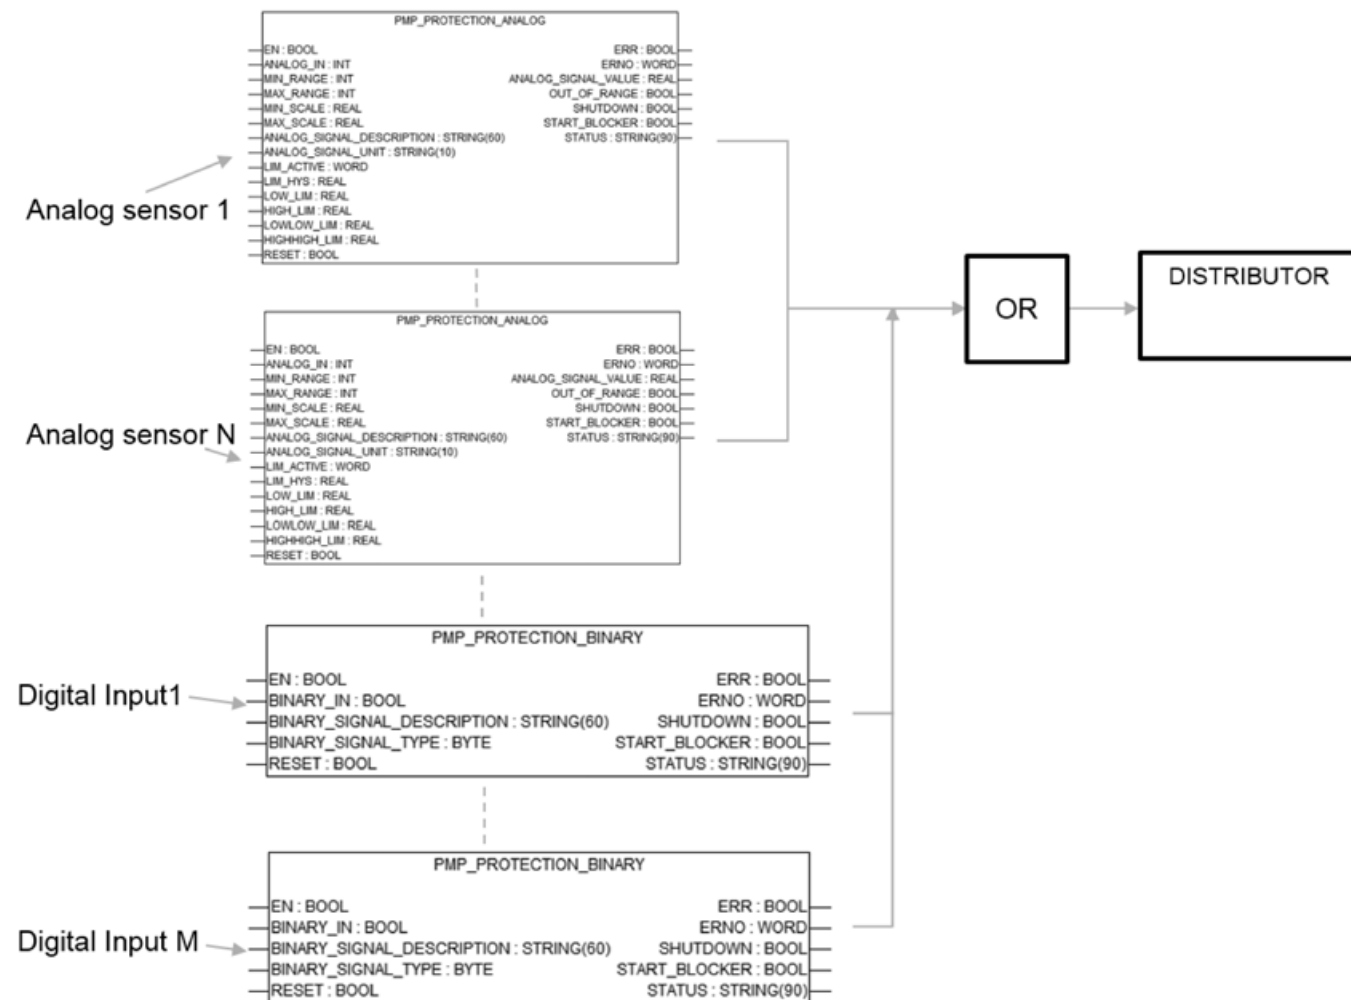 PMP_PROTECTION_ANALOG
EN : BOOL ERR : BOOL
ANALOG_IN : INT ERNO : WORD
MIN_RANGE : INT ANALOG_SIGNAL_VALUE : REAL
MAX_RANGE : INT OUT_OF_RANGE : BOOL
MIN_SCALE : REAL SHUTDOWN : BOOL
MAX_SCALE : REAL START_BLOCKER : BOOL
ANALOG_SIGNAL_DESCRIPTION : STRING(60) STATUS : STRING(90)
ANALOG_SIGNAL_UNIT : STRING(10)
LIM_ACTIVE : WORD
LIM_HYS : REAL
LOW_LIM : REAL
HIGH_LIM : REAL
LOWLOW_LIM : REAL
HIGHHIGH_LIM : REAL
RESET : BOOL
Analog sensor 1
PMP_PROTECTION_ANALOG
EN : BOOL ERR : BOOL
ANALOG_IN : INT ERNO : WORD
MIN_RANGE : INT ANALOG_SIGNAL_VALUE : REAL
MAX_RANGE : INT OUT_OF_RANGE : BOOL
MIN_SCALE : REAL SHUTDOWN : BOOL
MAX_SCALE : REAL START_BLOCKER : BOOL
ANALOG_SIGNAL_DESCRIPTION : STRING(60) STATUS : STRING(90)
ANALOG_SIGNAL_UNIT : STRING(10)
LIM_ACTIVE : WORD
LIM_HYS : REAL
LOW_LIM : REAL
HIGH_LIM : REAL
LOWLOW_LIM : REAL
HIGHHIGH_LIM : REAL
RESET : BOOL
Analog sensor N
OR
DISTRIBUTOR
PMP_PROTECTION_BINARY
EN : BOOL ERR : BOOL
BINARY_IN : BOOL ERNO : WORD
BINARY_SIGNAL_DESCRIPTION : STRING(60) SHUTDOWN : BOOL
BINARY_SIGNAL_TYPE : BYTE START_BLOCKER : BOOL
RESET : BOOL STATUS : STRING(90)
Digital Input1
PMP_PROTECTION_BINARY
EN : BOOL ERR : BOOL
BINARY_IN : BOOL ERNO : WORD
BINARY_SIGNAL_DESCRIPTION : STRING(60) SHUTDOWN : BOOL
BINARY_SIGNAL_TYPE : BYTE START_BLOCKER : BOOL
RESET : BOOL STATUS : STRING(90)
Digital Input M